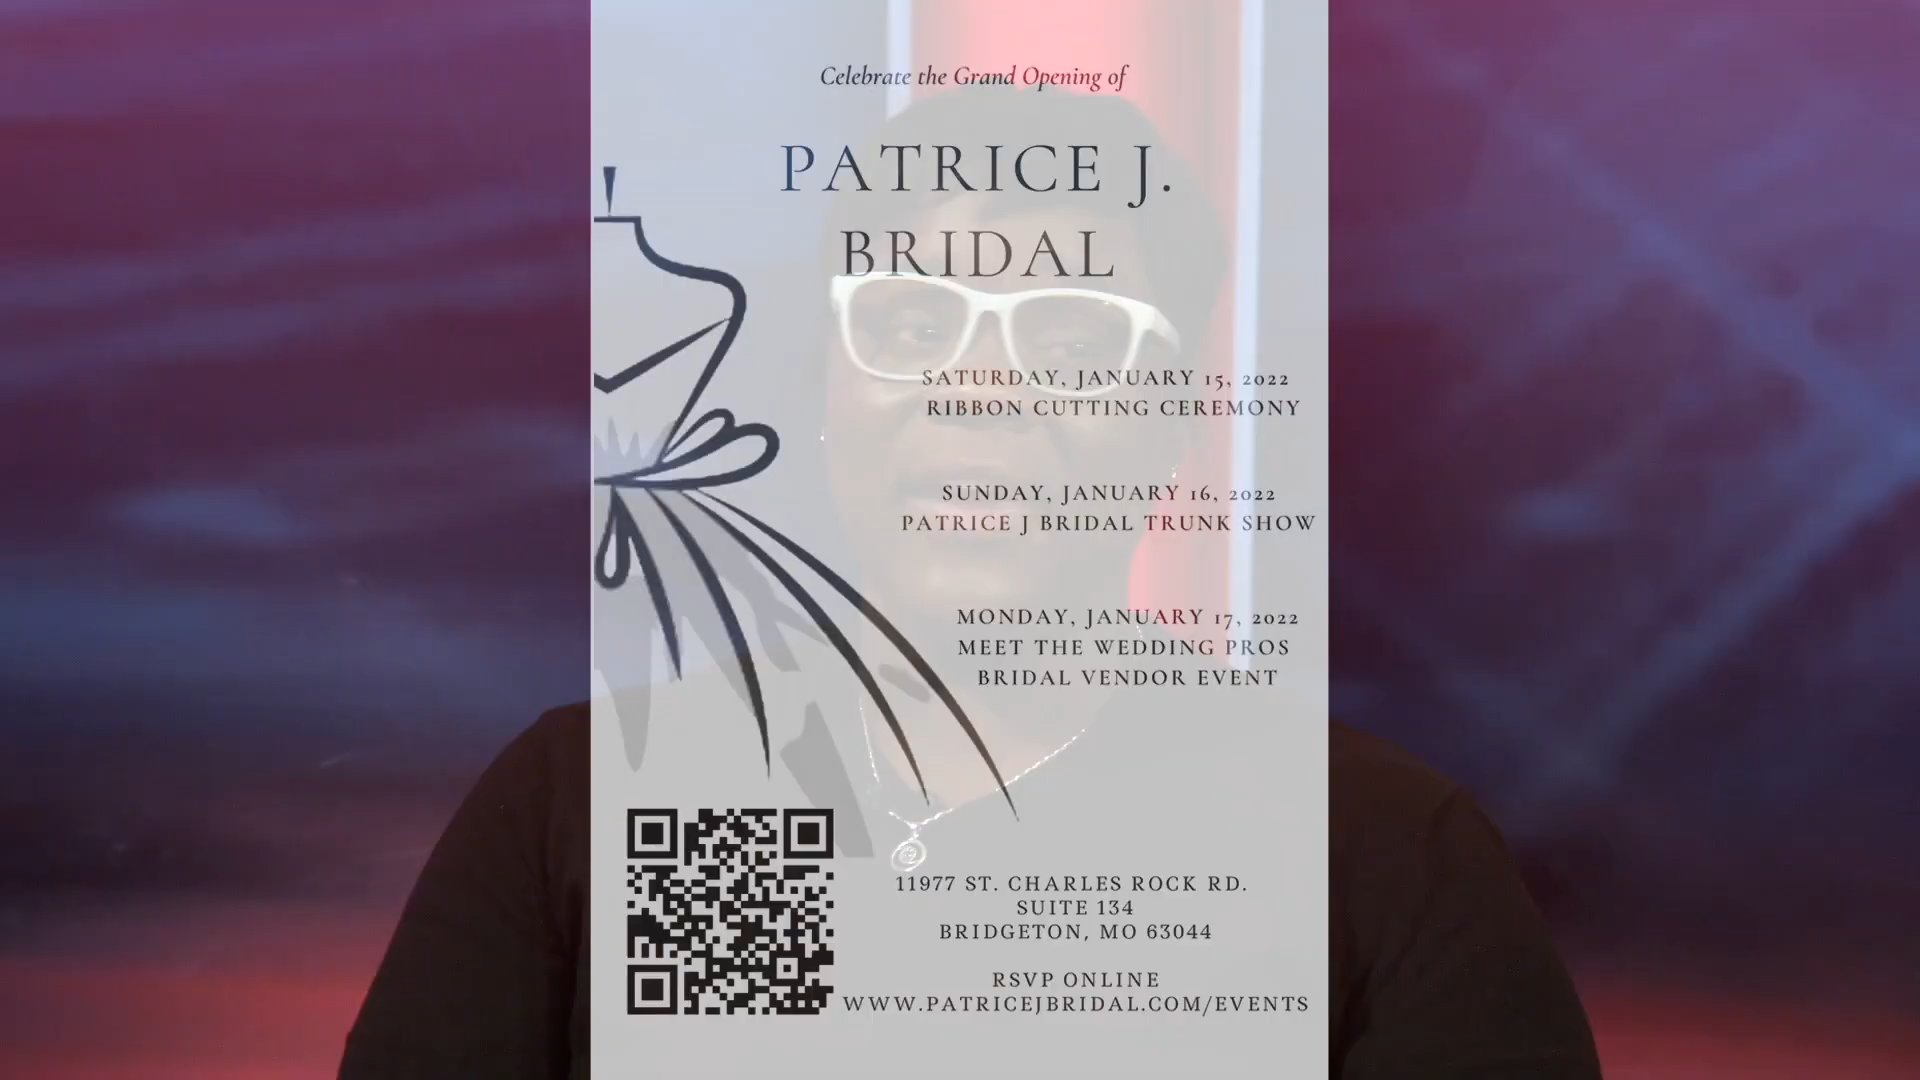 Celebrate the Grand Opening of
PATRICE J.
BRIDAL
SATURDAY, JANUARY 15, 2022
RIBBON CUTTING CEREMONY
SUNDAY, JANUARY 16, 2022
PATRICE J BRIDAL TRUNK SHOW
MONDAY, JANUARY 17, 2022
MEET THE WEDDING PROS
BRIDAL VENDOR EVENT
11977 ST. CHARLES ROCK RD.
SUITE 134
BRIDGETON, MO 63044
RSVP ONLINE
WWW.PATRICEJBRIDAL.COM/EVENTS